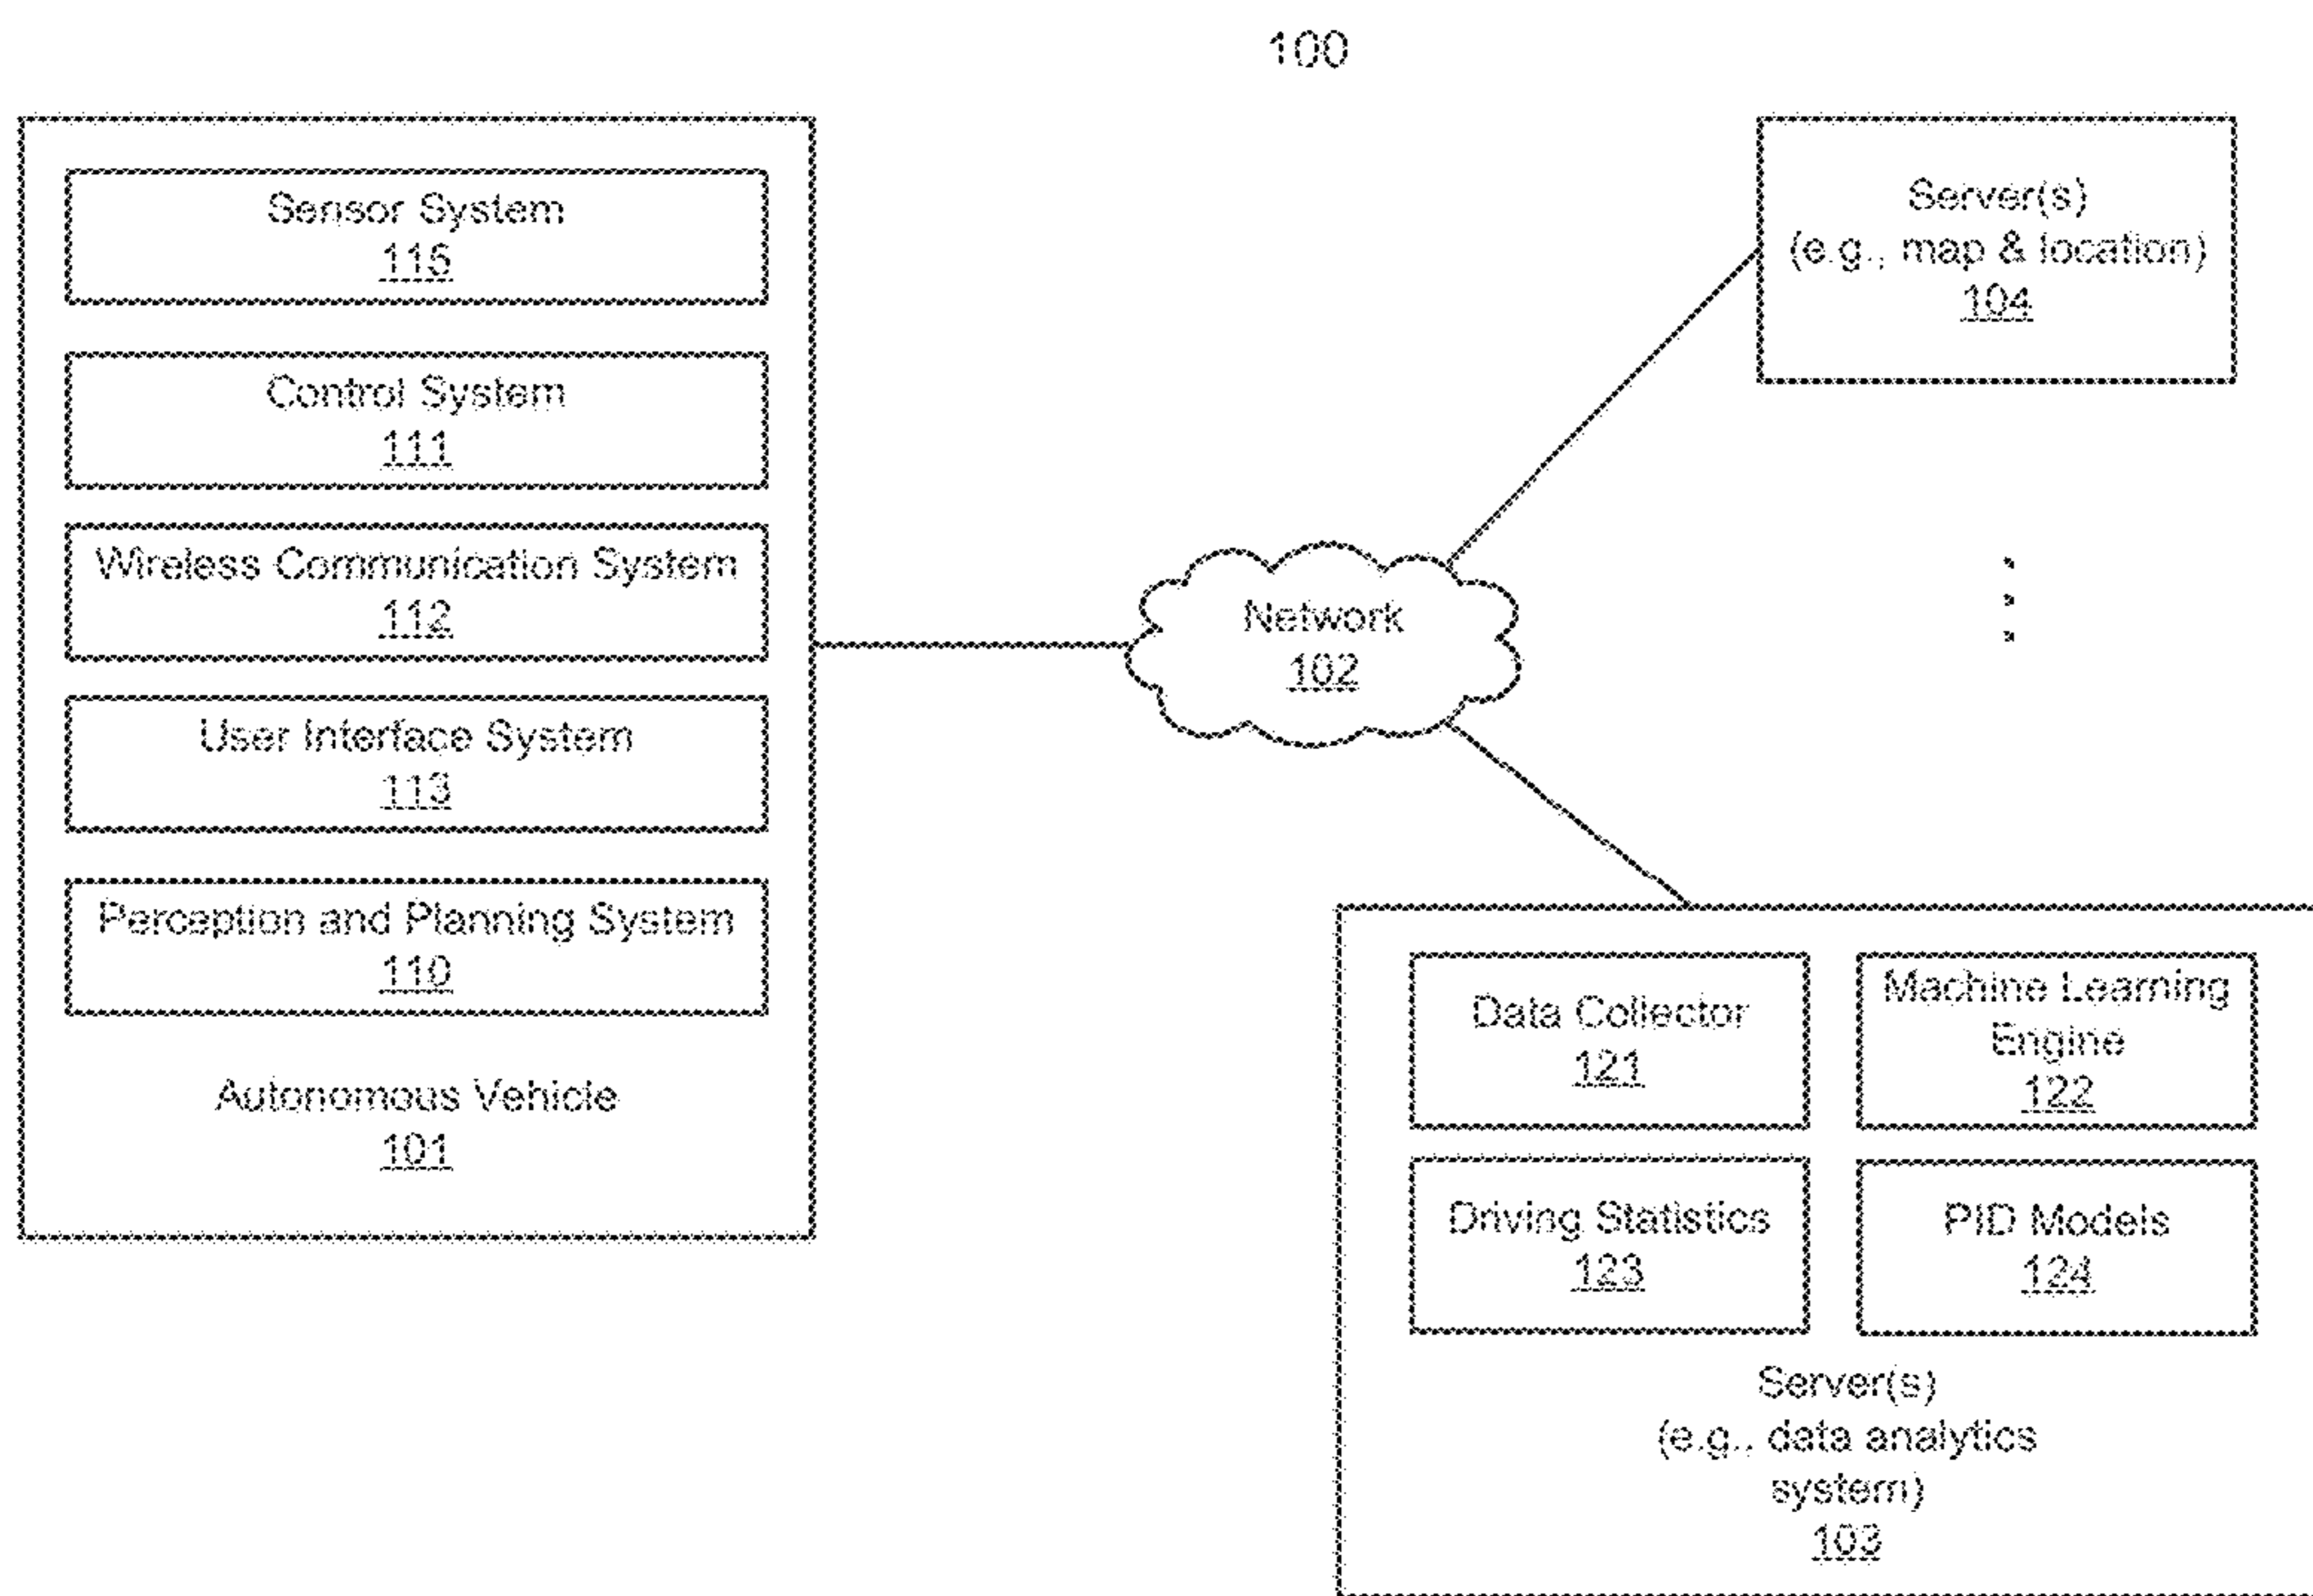 100
Sensor System
115
Control System
111
Wireless Communication System
112
User Interface System
113
Perception and Planning System
110
Autonomous Vehicle
101
Network
102
Server(s)
(e.g., map & location)
104
Data Collector
121
Machine Learning
Engine
122
Driving Statistics
123
PID Models
124
Server(s)
(e.g., data analytics
system)
103